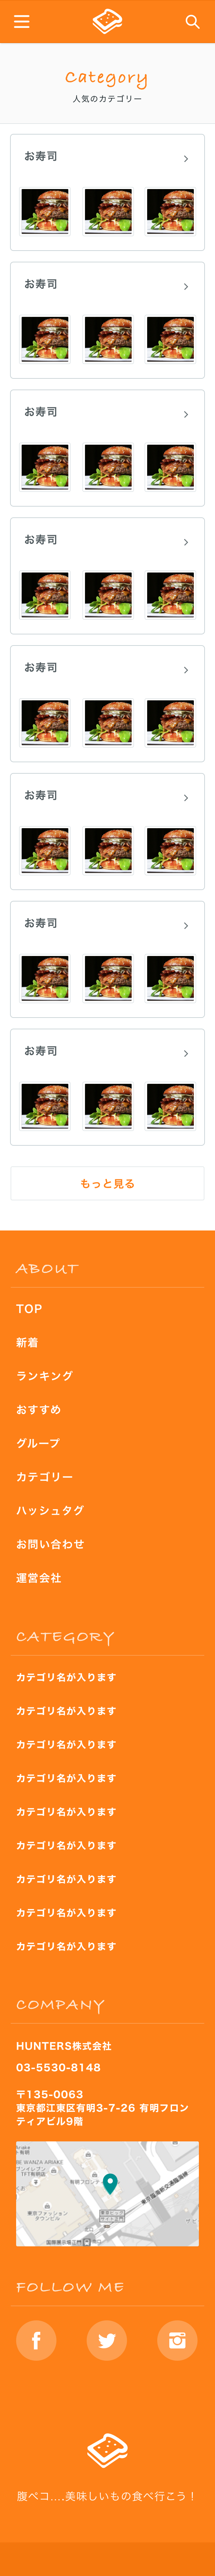 Category
人気のカテゴリー
お寿司
お寿司
お寿司
お寿司
お寿司
お寿司
お寿司
お寿司
もっと見る
ABOUT
TOP
新着
ランキング
おすすめ
グループ
カテゴリー
ハッシュタグ
お問い合わせ
運営会社
CATEGORY
カテゴリ名が入ります
カテゴリ名が入ります
カテゴリ名が入ります
カテゴリ名が入ります
カテゴリ名が入ります
カテゴリ名が入ります
カテゴリ名が入ります
カテゴリ名が入ります
カテゴリ名が入ります
COMPANY
HUNTERS株式会社
03-5530-8148
〒135-0063
東京都江東区有明3-7-26 有明フロン
ティアビル9階
FOLLOW ME
腹ペコ....美味しいもの食べ行こう！